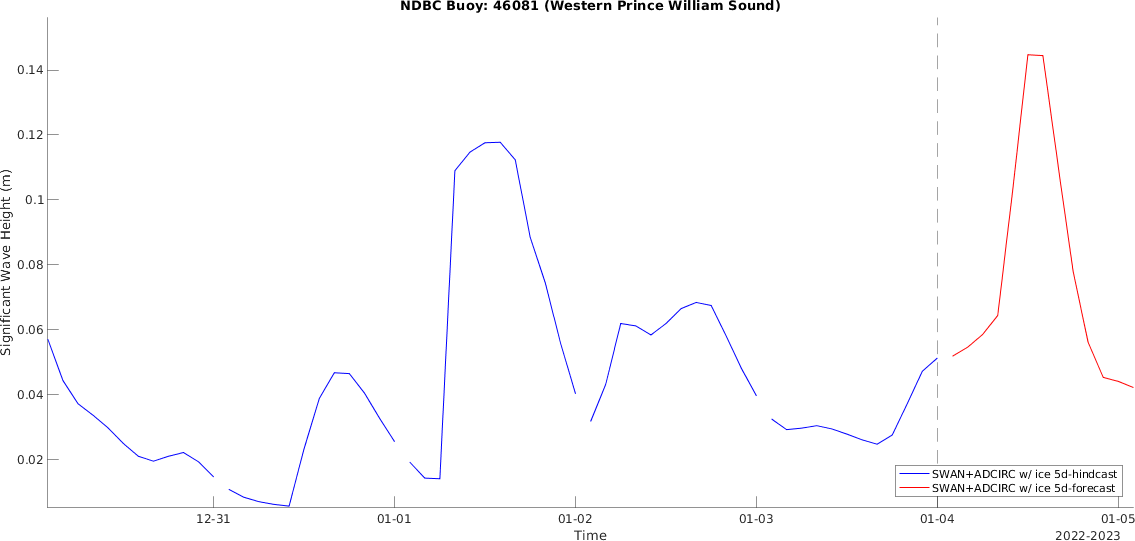 NDBC Buoy: 46081 (Western Prince William Sound)
Significant Wave Height (m)
0.14
0.12
0.1
0.08
0.06
0.04
0.02
SWAN+ADCIRC w/ ice 5d-hindcast
SWAN+ADCIRC w/ ice 5d-forecast
12-31
01-01
01-02
01-03
01-04
01-05
Time
2022-2023